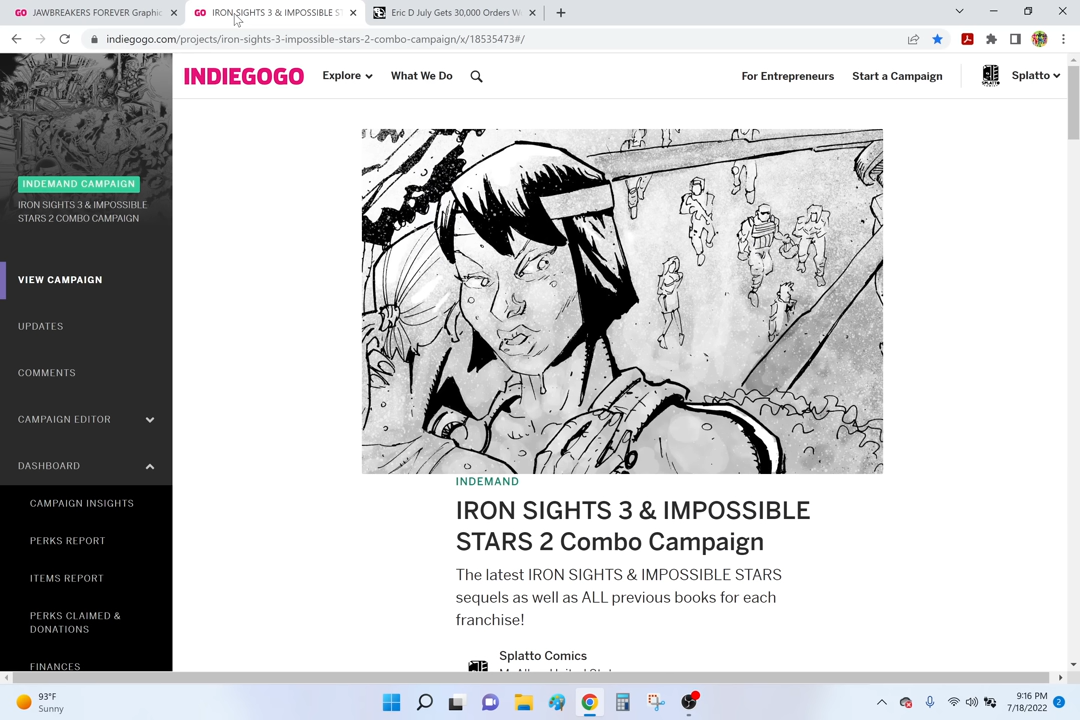 GO JAWBREAKERS FOREVER Graphic
GO IRON SIGHTS 3 & IMPOSSIBLE S
Eric D July Gets 30,000 Orders W
indiegogo.com/projects/iron-sights-3-impossible-stars-2-combo-campaign/x/18535473#/
INDIEGOGO
Explore
What We Do
For Entrepreneurs
Start a Campaign
Splatto
INDEMAND CAMPAIGN
IRON SIGHTS 3 & IMPOSSIBLE
STARS 2 COMBO CAMPAIGN
VIEW CAMPAIGN
UPDATES
COMMENTS
CAMPAIGN EDITOR
DASHBOARD
CAMPAIGN INSIGHTS
PERKS REPORT
ITEMS REPORT
PERKS CLAIMED &
DONATIONS
FINANCES
INDEMAND
IRON SIGHTS 3 & IMPOSSIBLE
STARS 2 Combo Campaign
The latest IRON SIGHTS & IMPOSSIBLE STARS
sequels as well as ALL previous books for each
franchise!
Splatto Comics
93°F
Sunny
9:16 PM
7/18/2022
2